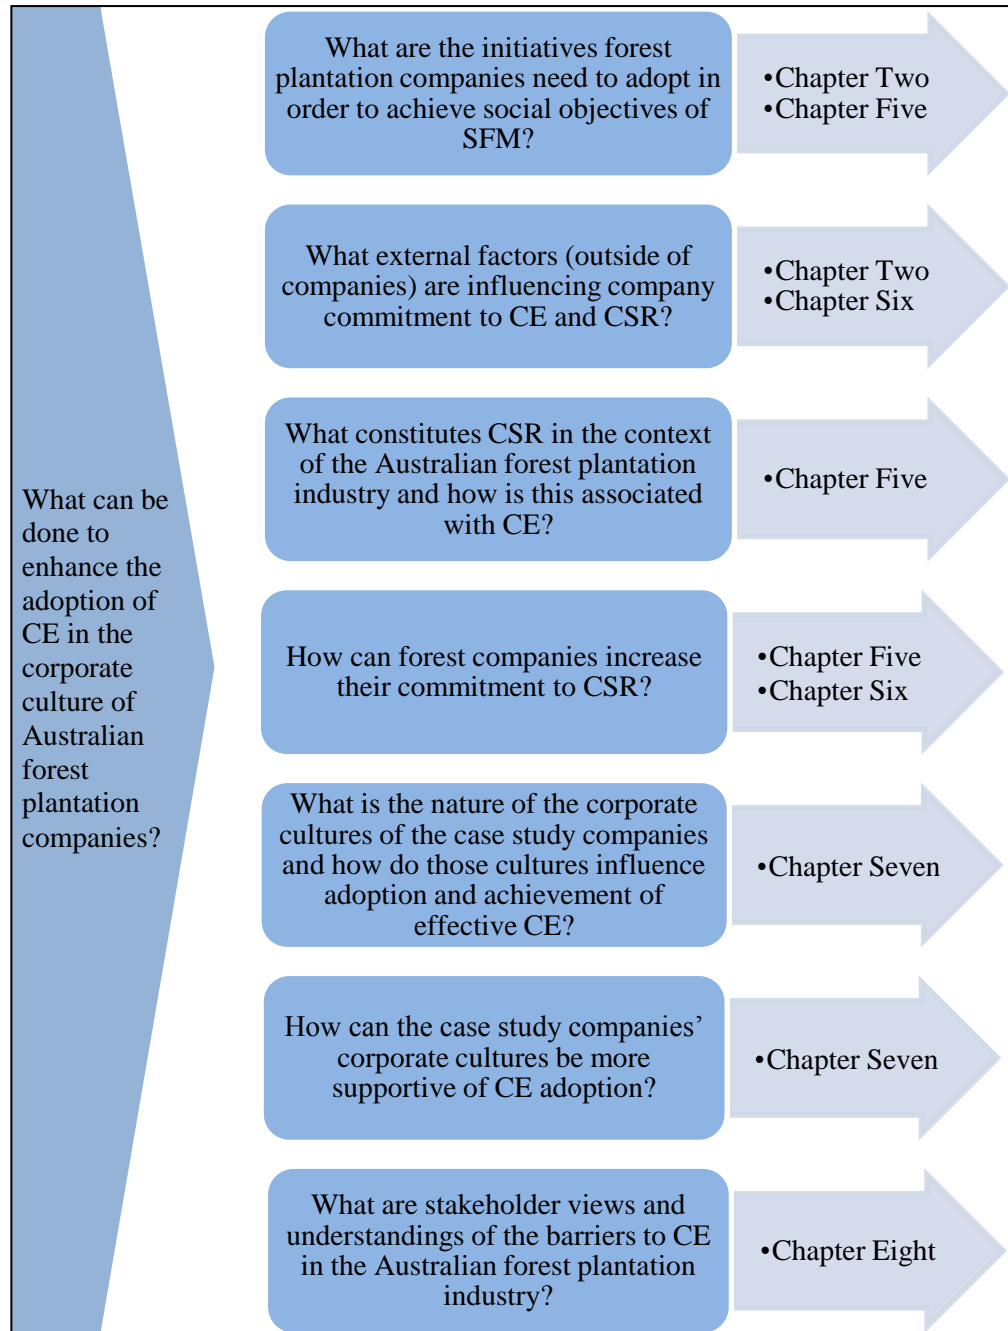 What can be
done to
enhance the
adoption of
CE in the
corporate
culture of
Australian
forest
plantation
companies?
What are the initiatives forest
plantation companies need to adopt in
order to achieve social objectives of
SFM?
•Chapter Two
•Chapter Five
What external factors (outside of
companies) are influencing company
commitment to CE and CSR?
•Chapter Two
•Chapter Six
What constitutes CSR in the context
of the Australian forest plantation
industry and how is this associated
with CE?
•Chapter Five
How can forest companies increase
their commitment to CSR?
•Chapter Five
•Chapter Six
What is the nature of the corporate
cultures of the case study companies
and how do those cultures influence
adoption and achievement of
effective CE?
•Chapter Seven
How can the case study companies’
corporate cultures be more
supportive of CE adoption?
•Chapter Seven
What are stakeholder views and
understandings of the barriers to CE
in the Australian forest plantation
industry?
•Chapter Eight